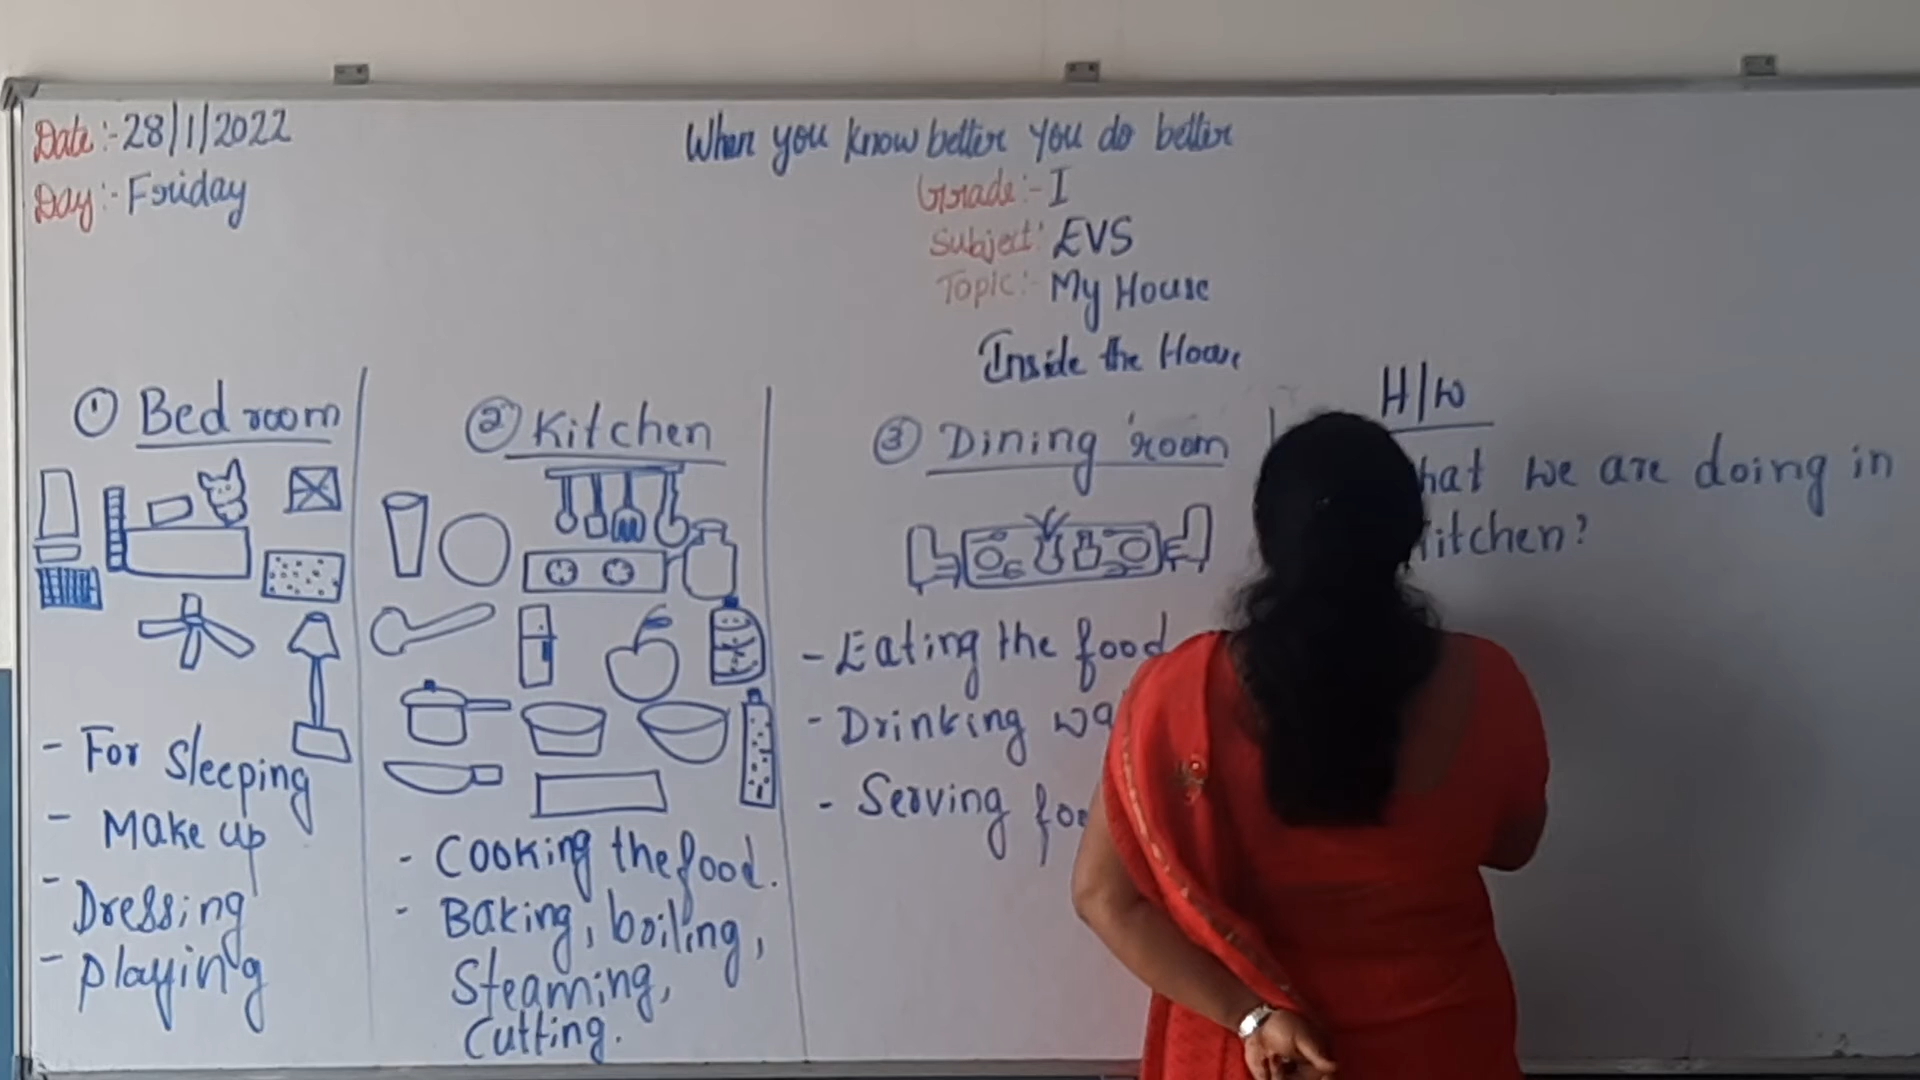 Date:-28/1/2022
Day:-Friday
When you know better you do better
Grade:-I
Subject: EVS
Topic:- My House
Inside the House
① Bed room
- For Sleeping
- Make up
- Dressing
- Playing
② Kitchen
- Cooking the food.
- Baking, boiling,
Steaming,
Cutting.
③ Dining room
- Eating the food
- Drinking
- Serving
H/W
we are doing in